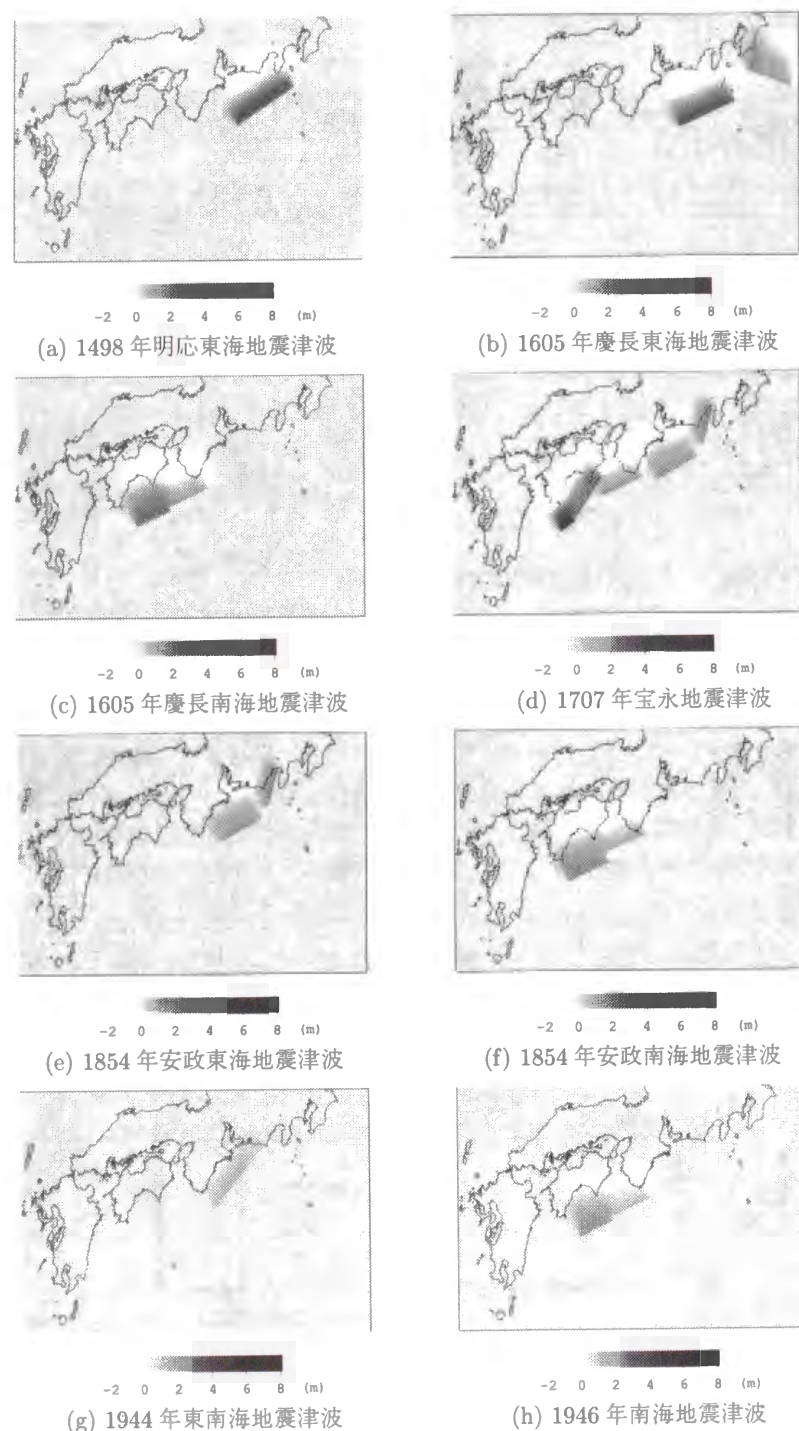 -2 0 2 4 6 8 (m)
(a) 1498 年明応東海地震津波
-2 0 2 4 6 8 (m)
(b) 1605 年慶長東海地震津波
-2 0 2 4 6 8 (m)
(c) 1605 年慶長南海地震津波
-2 0 2 4 6 8 (m)
(d) 1707 年宝永地震津波
-2 0 2 4 6 8 (m)
(e) 1854 年安政東海地震津波
-2 0 2 4 6 8 (m)
(f) 1854 年安政南海地震津波
-2 0 2 4 6 8 (m)
(g) 1944 年東南海地震津波
-2 0 2 4 6 8 (m)
(h) 1946 年南海地震津波